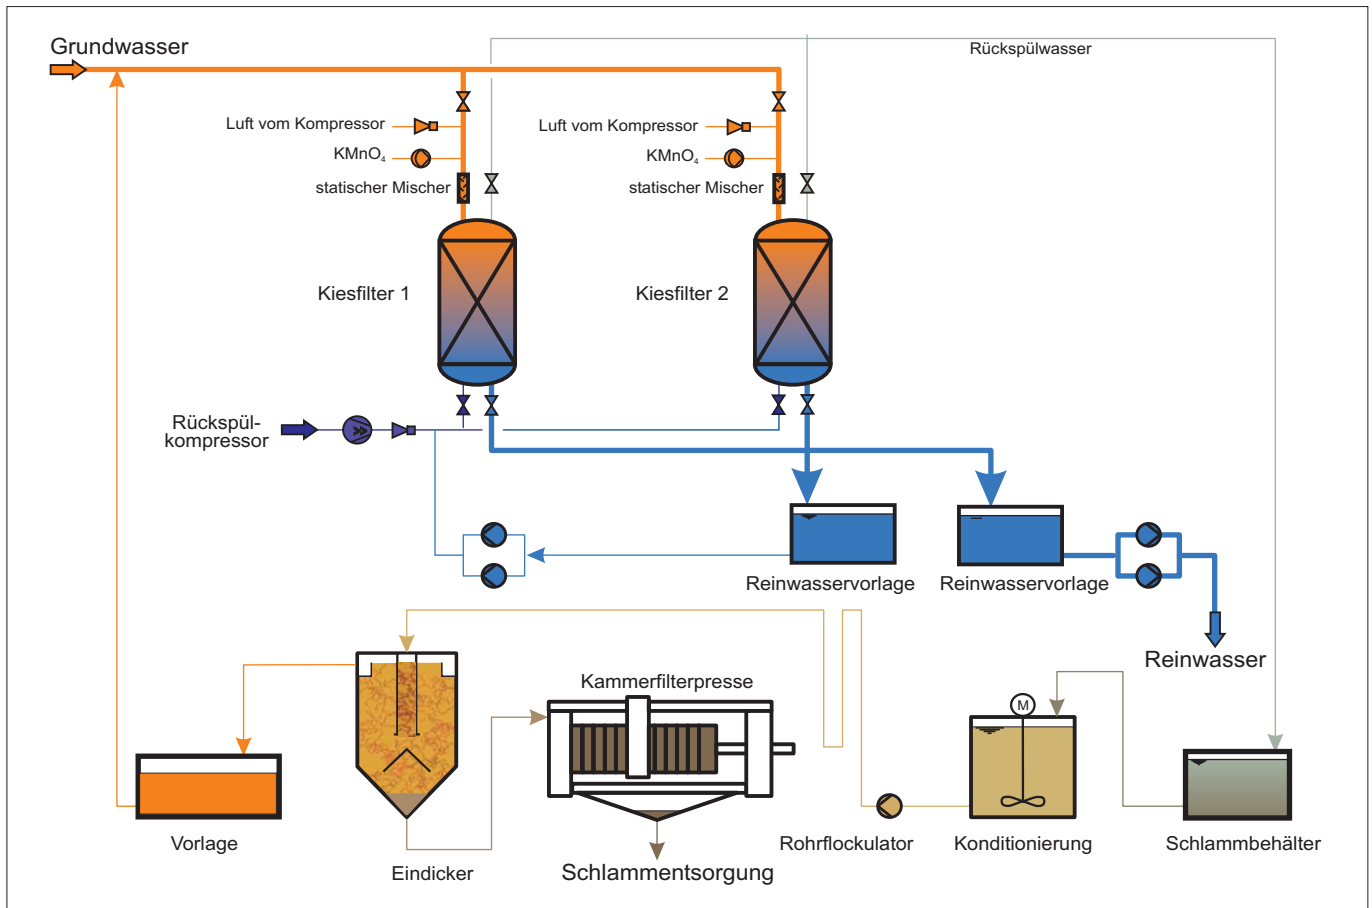 Grundwasser
Rückspülwasser
Luft vom Kompressor
Luft vom Kompressor
KMnO₄
KMnO₄
statischer Mischer
statischer Mischer
Kiesfilter 1
Kiesfilter 2
Rückspül-
kompressor
Reinwasservorlage
Reinwasservorlage
Reinwasser
Kammerfilterpresse
M
Vorlage
Eindicker
Schlammentsorgung
Rohrflockulator
Konditionierung
Schlammbehälter